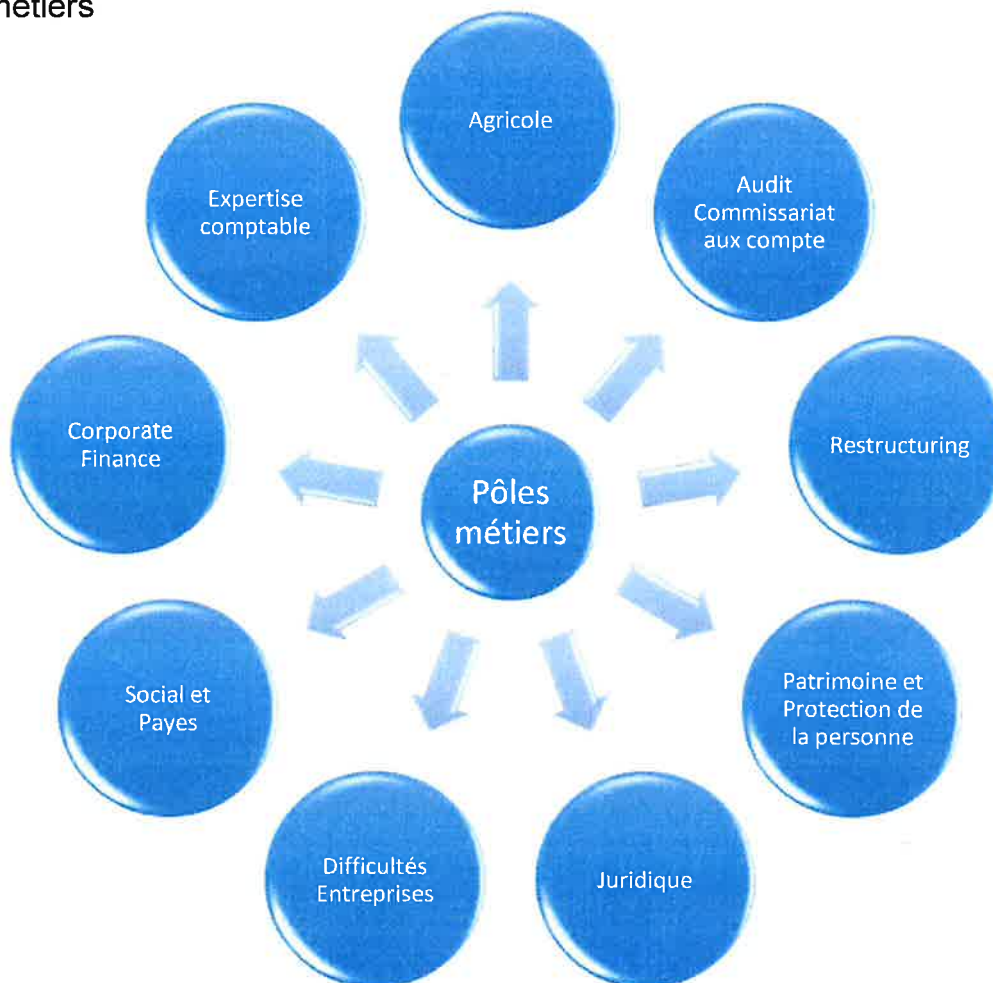 métiers
Agricole
Audit
Commissariat
aux compte
Restructuring
Patrimoine et
Protection de
la personne
Juridique
Difficultés
Entreprises
Social et
Payes
Corporate
Finance
Expertise
comptable
Pôles
métiers